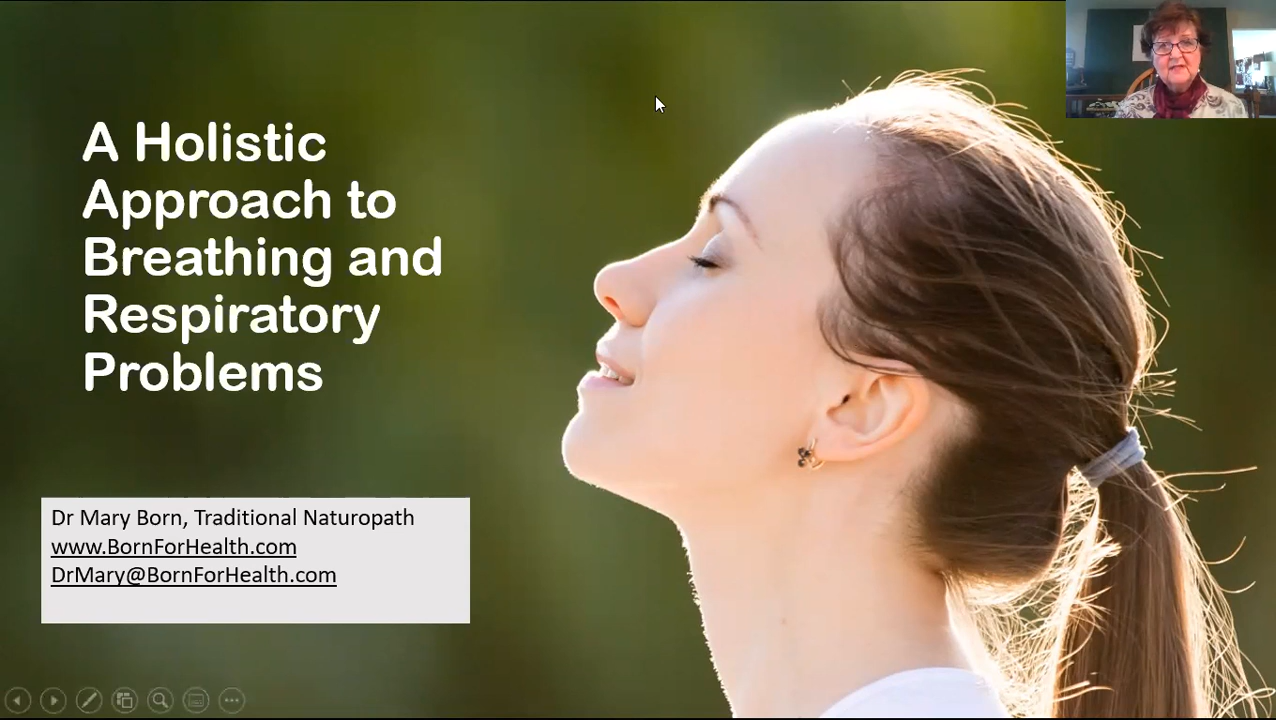 A Holistic
Approach to
Breathing and
Respiratory
Problems
Dr Mary Born, Traditional Naturopath
www.BornForHealth.com
DrMary@BornForHealth.com